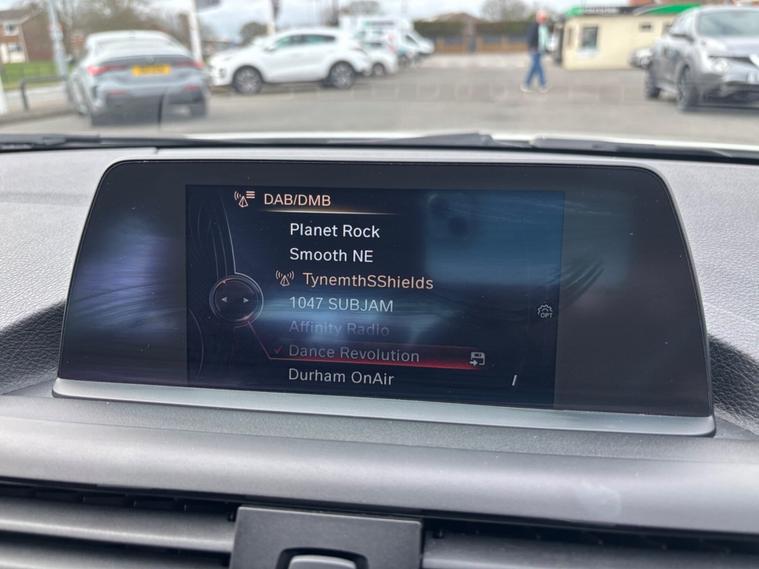 DAB/DMB
Planet Rock
Smooth NE
TynemthSShields
1047 SUBJAM
Affinity Radio
Dance Revolution
Durham OnAir
OPT